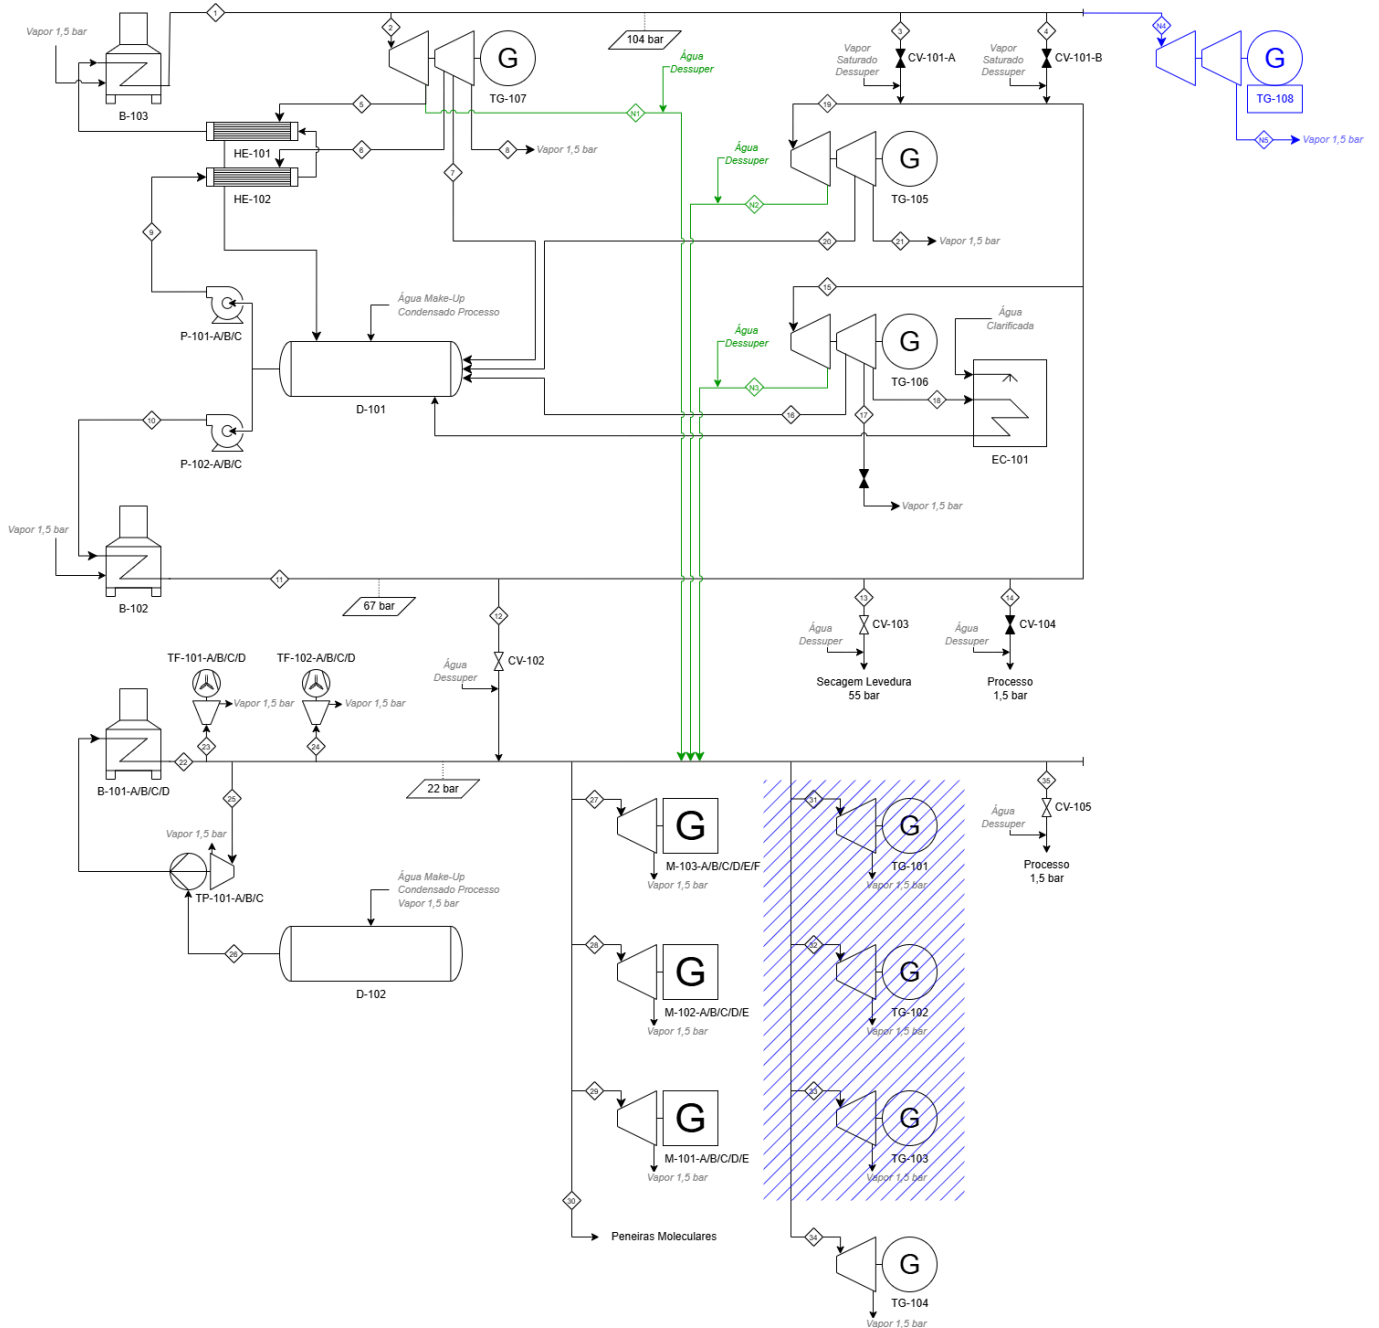 1
2
104 bar
3
4
N4
Vapor 1,5 bar
B-103
G
TG-107
Água
Dessuper
Vapor
Saturado
Dessuper
CV-101-A
Vapor
Saturado
Dessuper
CV-101-B
G
TG-108
N5
Vapor 1,5 bar
5
N1
19
HE-101
6
8
Vapor 1,5 bar
7
HE-102
Água
Dessuper
G
TG-105
N2
9
20
21
Vapor 1,5 bar
P-101-A/B/C
Água Make-Up
Condensado Processo
15
Água
Dessuper
G
TG-106
Água
Clarificada
N3
D-101
10
16
17
18
EC-101
P-102-A/B/C
Vapor 1,5 bar
Vapor 1,5 bar
B-102
11
67 bar
12
13
14
Água
Dessuper
CV-103
Água
Dessuper
CV-104
TF-101-A/B/C/D
TF-102-A/B/C/D
Água
Dessuper
CV-102
Secagem Levedura
55 bar
Processo
1,5 bar
Vapor 1,5 bar
Vapor 1,5 bar
23
24
22
B-101-A/B/C/D
22 bar
25
27
31
35
Água
Dessuper
CV-105
Vapor 1,5 bar
G
M-103-A/B/C/D/E/F
Vapor 1,5 bar
G
TG-101
Vapor 1,5 bar
Processo
1,5 bar
TP-101-A/B/C
Água Make-Up
Condensado Processo
Vapor 1,5 bar
26
D-102
28
G
M-102-A/B/C/D/E
Vapor 1,5 bar
32
G
TG-102
Vapor 1,5 bar
29
G
M-101-A/B/C/D/E
Vapor 1,5 bar
33
G
TG-103
Vapor 1,5 bar
30
Peneiras Moleculares
34
G
TG-104
Vapor 1,5 bar